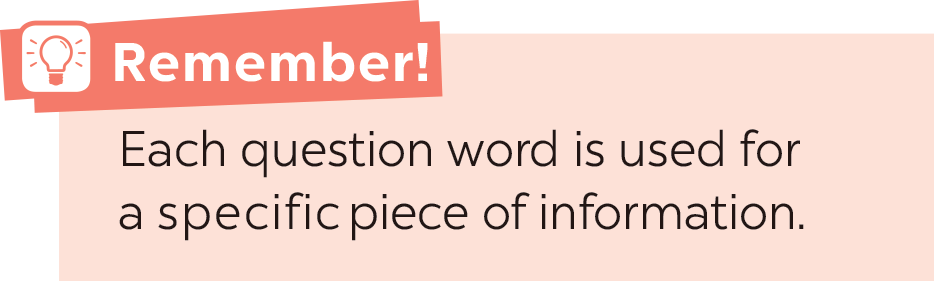 Remember!
Each question word is used for
a specific piece of information.